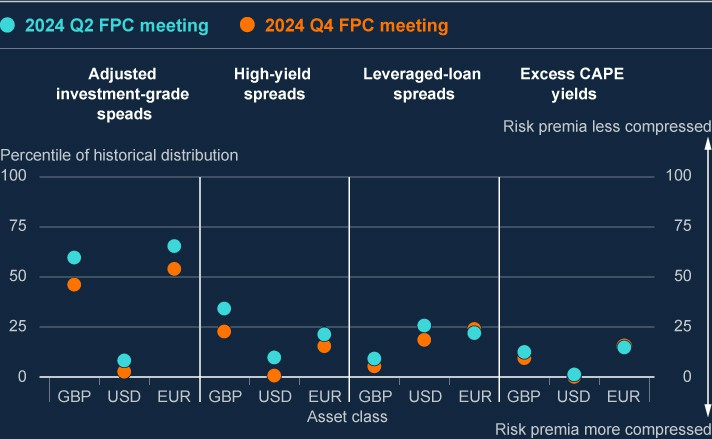 2024 Q2 FPC meeting 2024 Q4 FPC meeting
Adjusted
investment-grade
speads
High-yield
spreads
Leveraged-loan
spreads
Excess CAPE
yields
Risk premia less compressed
Percentile of historical distribution
100 100
75 75
50 50
25 25
0 0
GBP USD EUR GBP USD EUR GBP USD EUR GBP USD EUR
Asset class
Risk premia more compressed